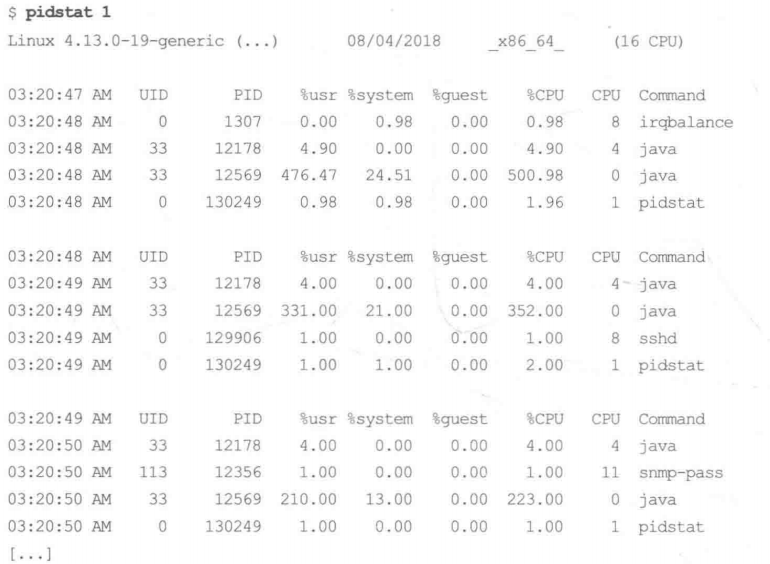 $ pidstat 1
Linux 4.13.0-19-generic (...) 08/04/2018 _x86_64_ (16 CPU)
03:20:47 AM UID PID %usr %system %guest %CPU CPU Command
03:20:48 AM 0 1307 0.00 0.98 0.00 0.98 8 irqbalance
03:20:48 AM 33 12178 4.90 0.00 0.00 4.90 4 java
03:20:48 AM 33 12569 476.47 24.51 0.00 500.98 0 java
03:20:48 AM 0 130249 0.98 0.98 0.00 1.96 1 pidstat
03:20:48 AM UID PID %usr %system %guest %CPU CPU Command
03:20:49 AM 33 12178 4.00 0.00 0.00 4.00 4 java
03:20:49 AM 33 12569 331.00 21.00 0.00 352.00 0 java
03:20:49 AM 0 129906 1.00 0.00 0.00 1.00 8 sshd
03:20:49 AM 0 130249 1.00 1.00 0.00 2.00 1 pidstat
03:20:49 AM UID PID %usr %system %guest %CPU CPU Command
03:20:50 AM 33 12178 4.00 0.00 0.00 4.00 4 java
03:20:50 AM 113 12356 1.00 0.00 0.00 1.00 11 snmp-pass
03:20:50 AM 33 12569 210.00 13.00 0.00 223.00 0 java
03:20:50 AM 0 130249 1.00 0.00 0.00 1.00 1 pidstat
[...]